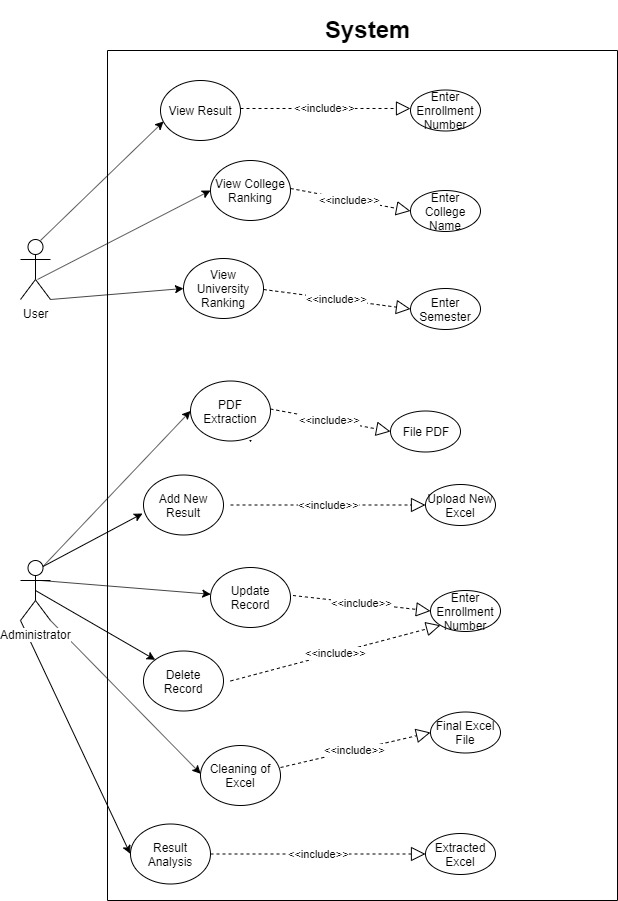 System
View Result
<<include>>
Enter
Enrollment
Number
View College
Ranking
<<include>>
Enter
College
Name
User
View
University
Ranking
<<include>>
Enter
Semester
PDF
Extraction
<<include>>
File PDF
Add New
Result
<<include>>
Upload New
Excel
Administrator
Update
Record
<<include>>
Enter
Enrollment
Number
Delete
Record
<<include>>
Cleaning of
Excel
<<include>>
Final Excel
File
Result
Analysis
<<include>>
Extracted
Excel